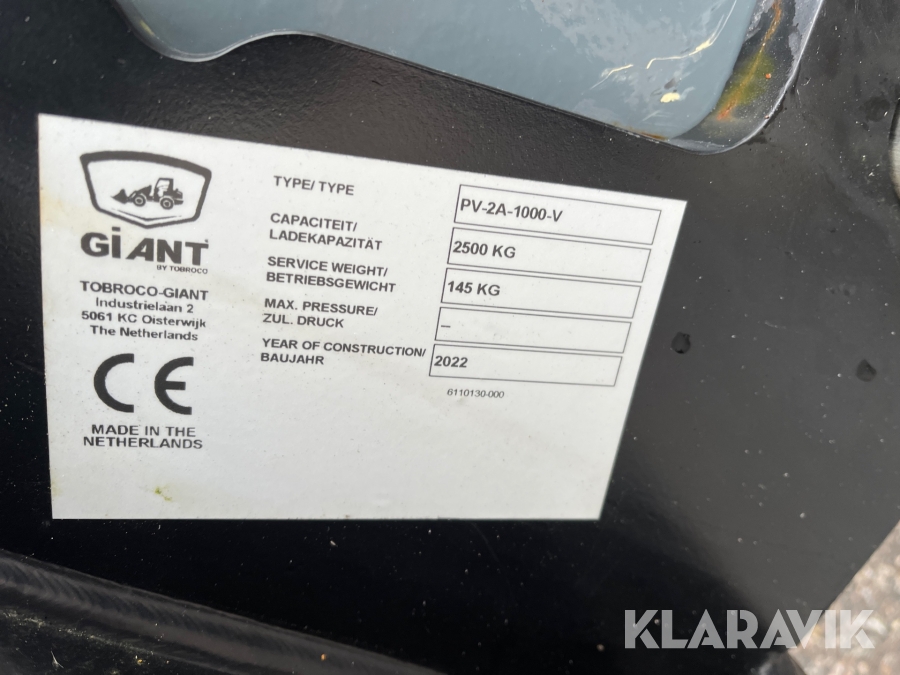 GiANT
BY TOBROCO
TOBROCO-GIANT
Industrielaan 2
5061 KC Oisterwijk
The Netherlands
CE
MADE IN THE
NETHERLANDS
TYPE/ TYPE
PV-2A-1000-V
CAPACITEIT/
LADEKAPAZITÄT
2500 KG
SERVICE WEIGHT/
BETRIEBSGEWICHT
145 KG
MAX. PRESSURE/
ZUL. DRUCK
–
YEAR OF CONSTRUCTION/
BAUJAHR
2022
6110130-000
KLARAVIK